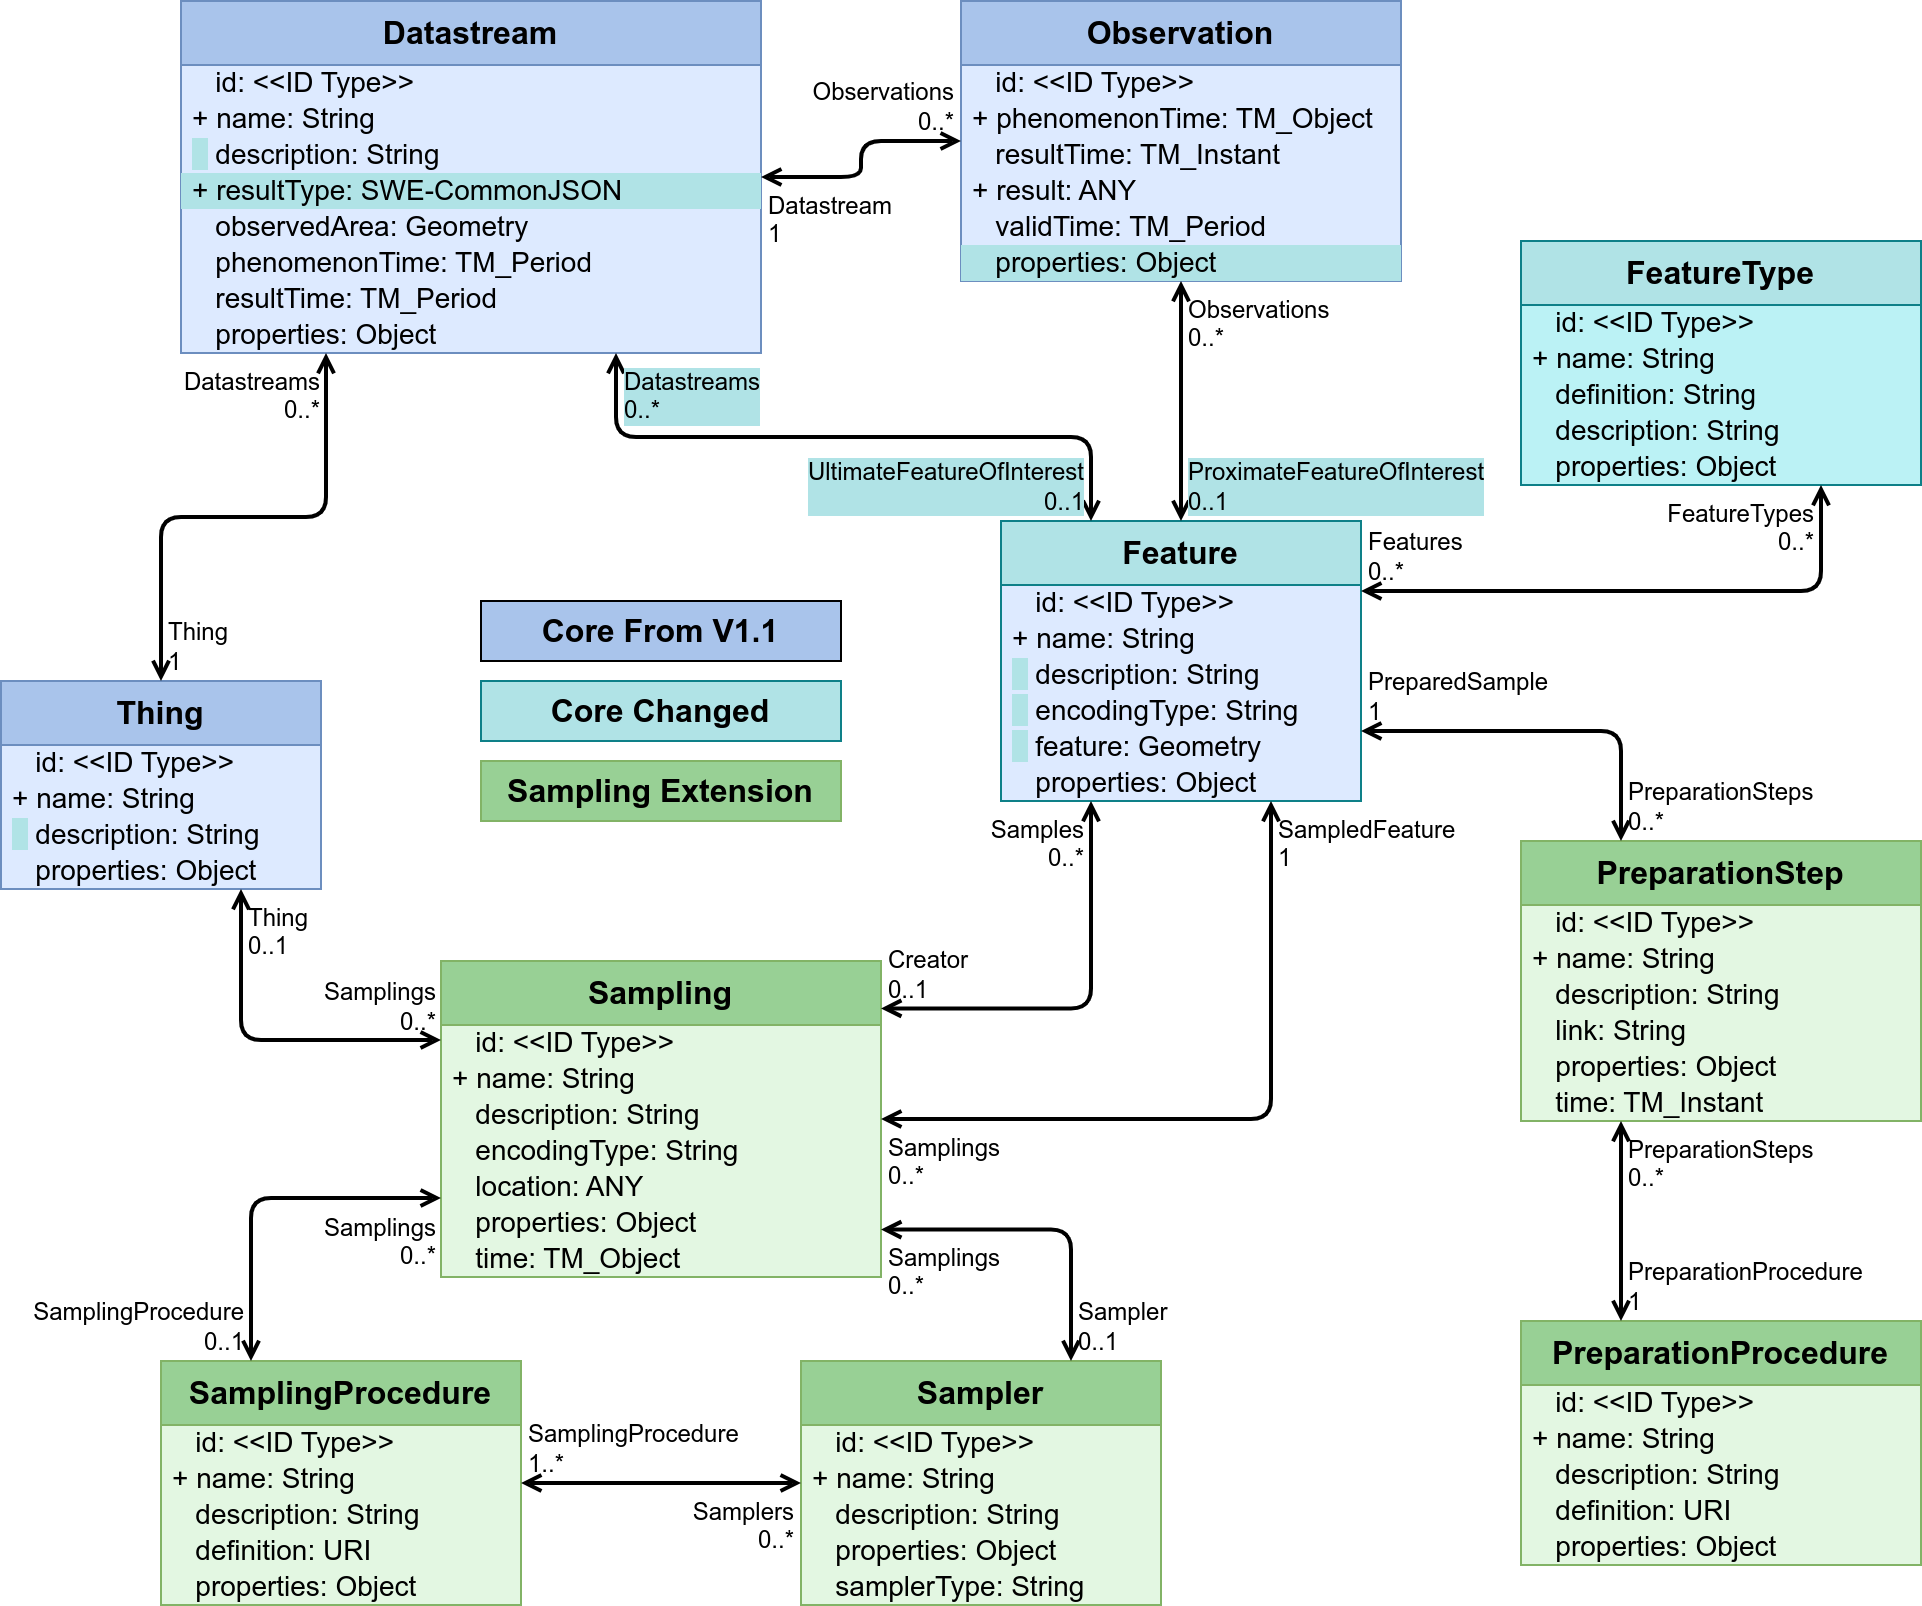 Datastream
id: <<ID Type>>
+ name: String
description: String
+ resultType: SWE-CommonJSON
observedArea: Geometry
phenomenonTime: TM_Period
resultTime: TM_Period
properties: Object
Observations
0..*
Datastream
1
Observation
id: <<ID Type>>
+ phenomenonTime: TM_Object
resultTime: TM_Instant
+ result: ANY
validTime: TM_Period
properties: Object
FeatureType
id: <<ID Type>>
+ name: String
definition: String
description: String
properties: Object
Observations
0..*
Datastreams
0..*
Datastreams
0..*
UltimateFeatureOfInterest
0..1
ProximateFeatureOfInterest
0..1
FeatureTypes
0..*
Features
0..*
Feature
id: <<ID Type>>
+ name: String
description: String
encodingType: String
feature: Geometry
properties: Object
Core From V1.1
Core Changed
Sampling Extension
Thing
1
Thing
id: <<ID Type>>
+ name: String
description: String
properties: Object
PreparedSample
1
PreparationSteps
0..*
PreparationStep
id: <<ID Type>>
+ name: String
description: String
link: String
properties: Object
time: TM_Instant
Samples
0..*
SampledFeature
1
Thing
0..1
Samplings
0..*
Creator
0..1
Sampling
id: <<ID Type>>
+ name: String
description: String
encodingType: String
location: ANY
properties: Object
time: TM_Object
Samplings
0..*
Samplings
0..*
Samplings
0..*
SamplingProcedure
0..1
Sampler
0..1
PreparationSteps
0..*
PreparationProcedure
1
SamplingProcedure
id: <<ID Type>>
+ name: String
description: String
definition: URI
properties: Object
SamplingProcedure
1..*
Samplers
0..*
Sampler
id: <<ID Type>>
+ name: String
description: String
properties: Object
samplerType: String
PreparationProcedure
id: <<ID Type>>
+ name: String
description: String
definition: URI
properties: Object